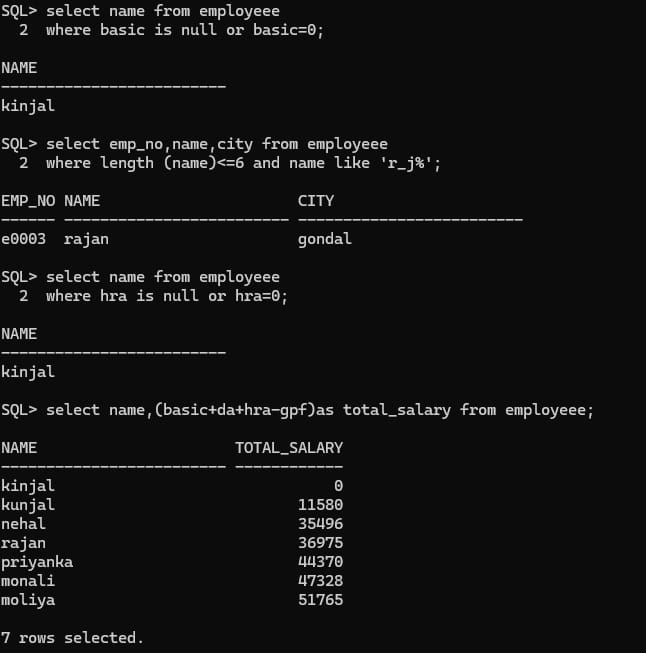 SQL> select name from employeee
  2  where basic is null or basic=0;
NAME
-------------------------
kinjal
SQL> select emp_no,name,city from employeee
  2  where length (name)<=6 and name like 'r_j%';
EMP_NO NAME                      CITY
------ ------------------------- -------------------------
e0003  rajan                     gondal
SQL> select name from employeee
  2  where hra is null or hra=0;
NAME
-------------------------
kinjal
SQL> select name,(basic+da+hra-gpf)as total_salary from employeee;
NAME                      TOTAL_SALARY
------------------------- ------------
kinjal                               0
kunjal                           11580
nehal                            35496
rajan                            36975
priyanka                         44370
monali                           47328
moliya                           51765
7 rows selected.